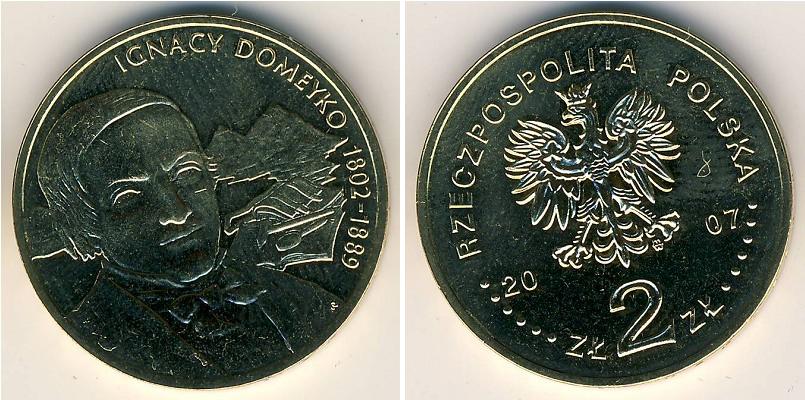 IGNACY DOMEYKO 1802-1889
RZECZPOSPOLITA POLSKA
20 07
ZŁ 2 ZŁ